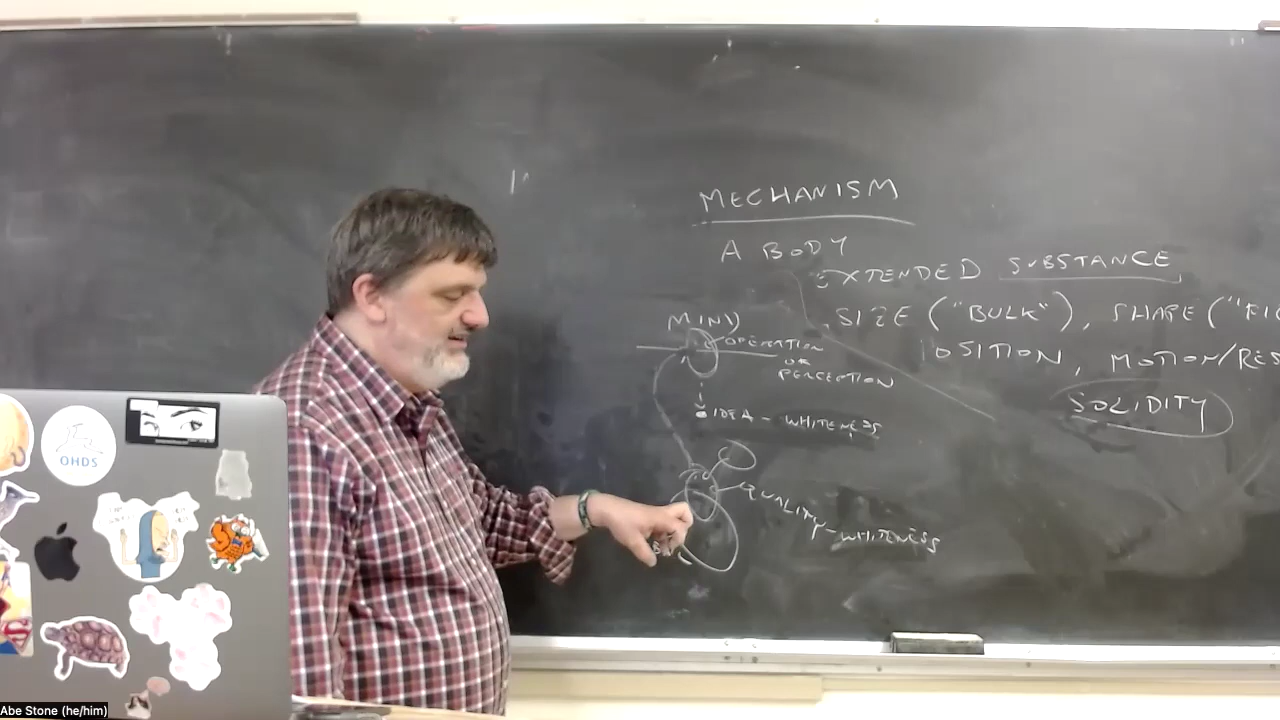 MECHANISM
A BODY
EXTENDED SUBSTANCE
SIZE ("BULK"), SHAPE ("FIG
POSITION, MOTION/RES
SOLIDITY
MIND
OPERATION
OR
PERCEPTION
IDEA - WHITENESS
QUALITY - WHITENESS
OHDS
Abe Stone (he/him)